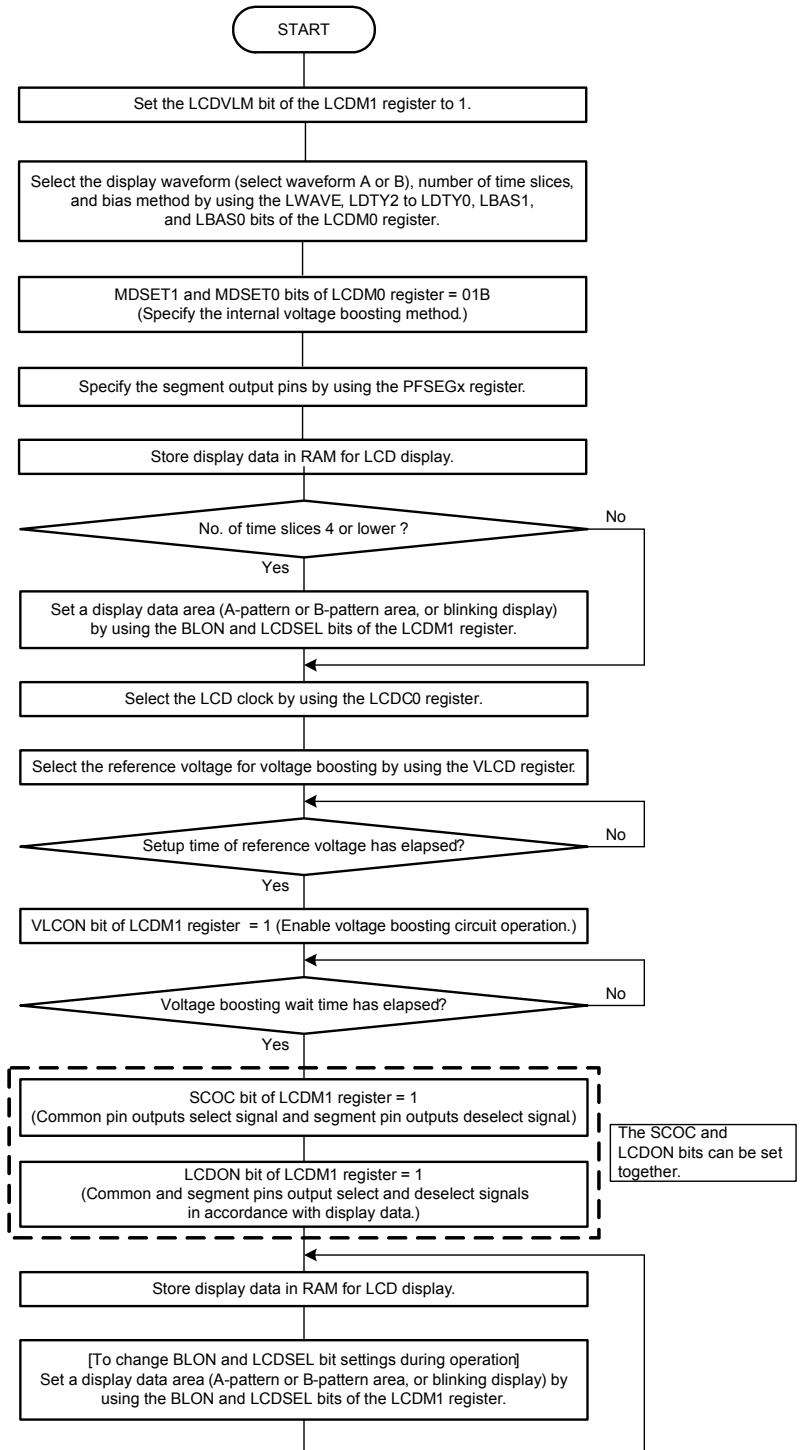 START
Set the LCDVLM bit of the LCDM1 register to 1.
Select the display waveform (select waveform A or B), number of time slices,
and bias method by using the LWAVE, LDTY2 to LDTY0, LBAS1,
and LBAS0 bits of the LCDM0 register.
MDSET1 and MDSET0 bits of LCDM0 register = 01B
(Specify the internal voltage boosting method.)
Specify the segment output pins by using the PFSEGx register.
Store display data in RAM for LCD display.
No. of time slices 4 or lower ?
No
Yes
Set a display data area (A-pattern or B-pattern area, or blinking display)
by using the BLON and LCDSEL bits of the LCDM1 register.
Select the LCD clock by using the LCDC0 register.
Select the reference voltage for voltage boosting by using the VLCD register.
Setup time of reference voltage has elapsed?
No
Yes
VLCON bit of LCDM1 register = 1 (Enable voltage boosting circuit operation.)
Voltage boosting wait time has elapsed?
No
Yes
SCOC bit of LCDM1 register = 1
(Common pin outputs select signal and segment pin outputs deselect signal.)
LCDON bit of LCDM1 register = 1
(Common and segment pins output select and deselect signals
in accordance with display data.)
The SCOC and
LCDON bits can be set
together.
Store display data in RAM for LCD display.
[To change BLON and LCDSEL bit settings during operation]
Set a display data area (A-pattern or B-pattern area, or blinking display) by
using the BLON and LCDSEL bits of the LCDM1 register.